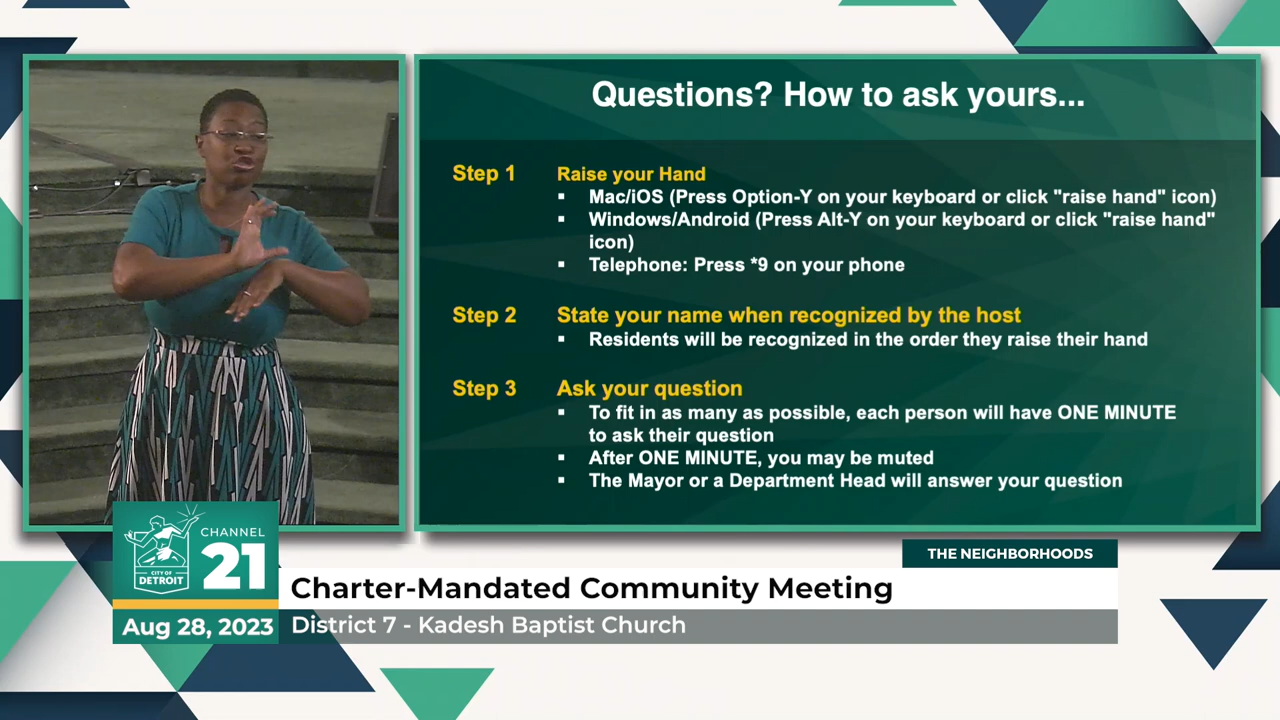 Questions? How to ask yours...
Step 1 Raise your Hand
▪ Mac/iOS (Press Option-Y on your keyboard or click "raise hand" icon)
▪ Windows/Android (Press Alt-Y on your keyboard or click "raise hand"
icon)
▪ Telephone: Press *9 on your phone
Step 2 State your name when recognized by the host
▪ Residents will be recognized in the order they raise their hand
Step 3 Ask your question
▪ To fit in as many as possible, each person will have ONE MINUTE
to ask their question
▪ After ONE MINUTE, you may be muted
▪ The Mayor or a Department Head will answer your question
CITY OF
DETROIT
CHANNEL
21
THE NEIGHBORHOODS
Charter-Mandated Community Meeting
Aug 28, 2023
District 7 - Kadesh Baptist Church